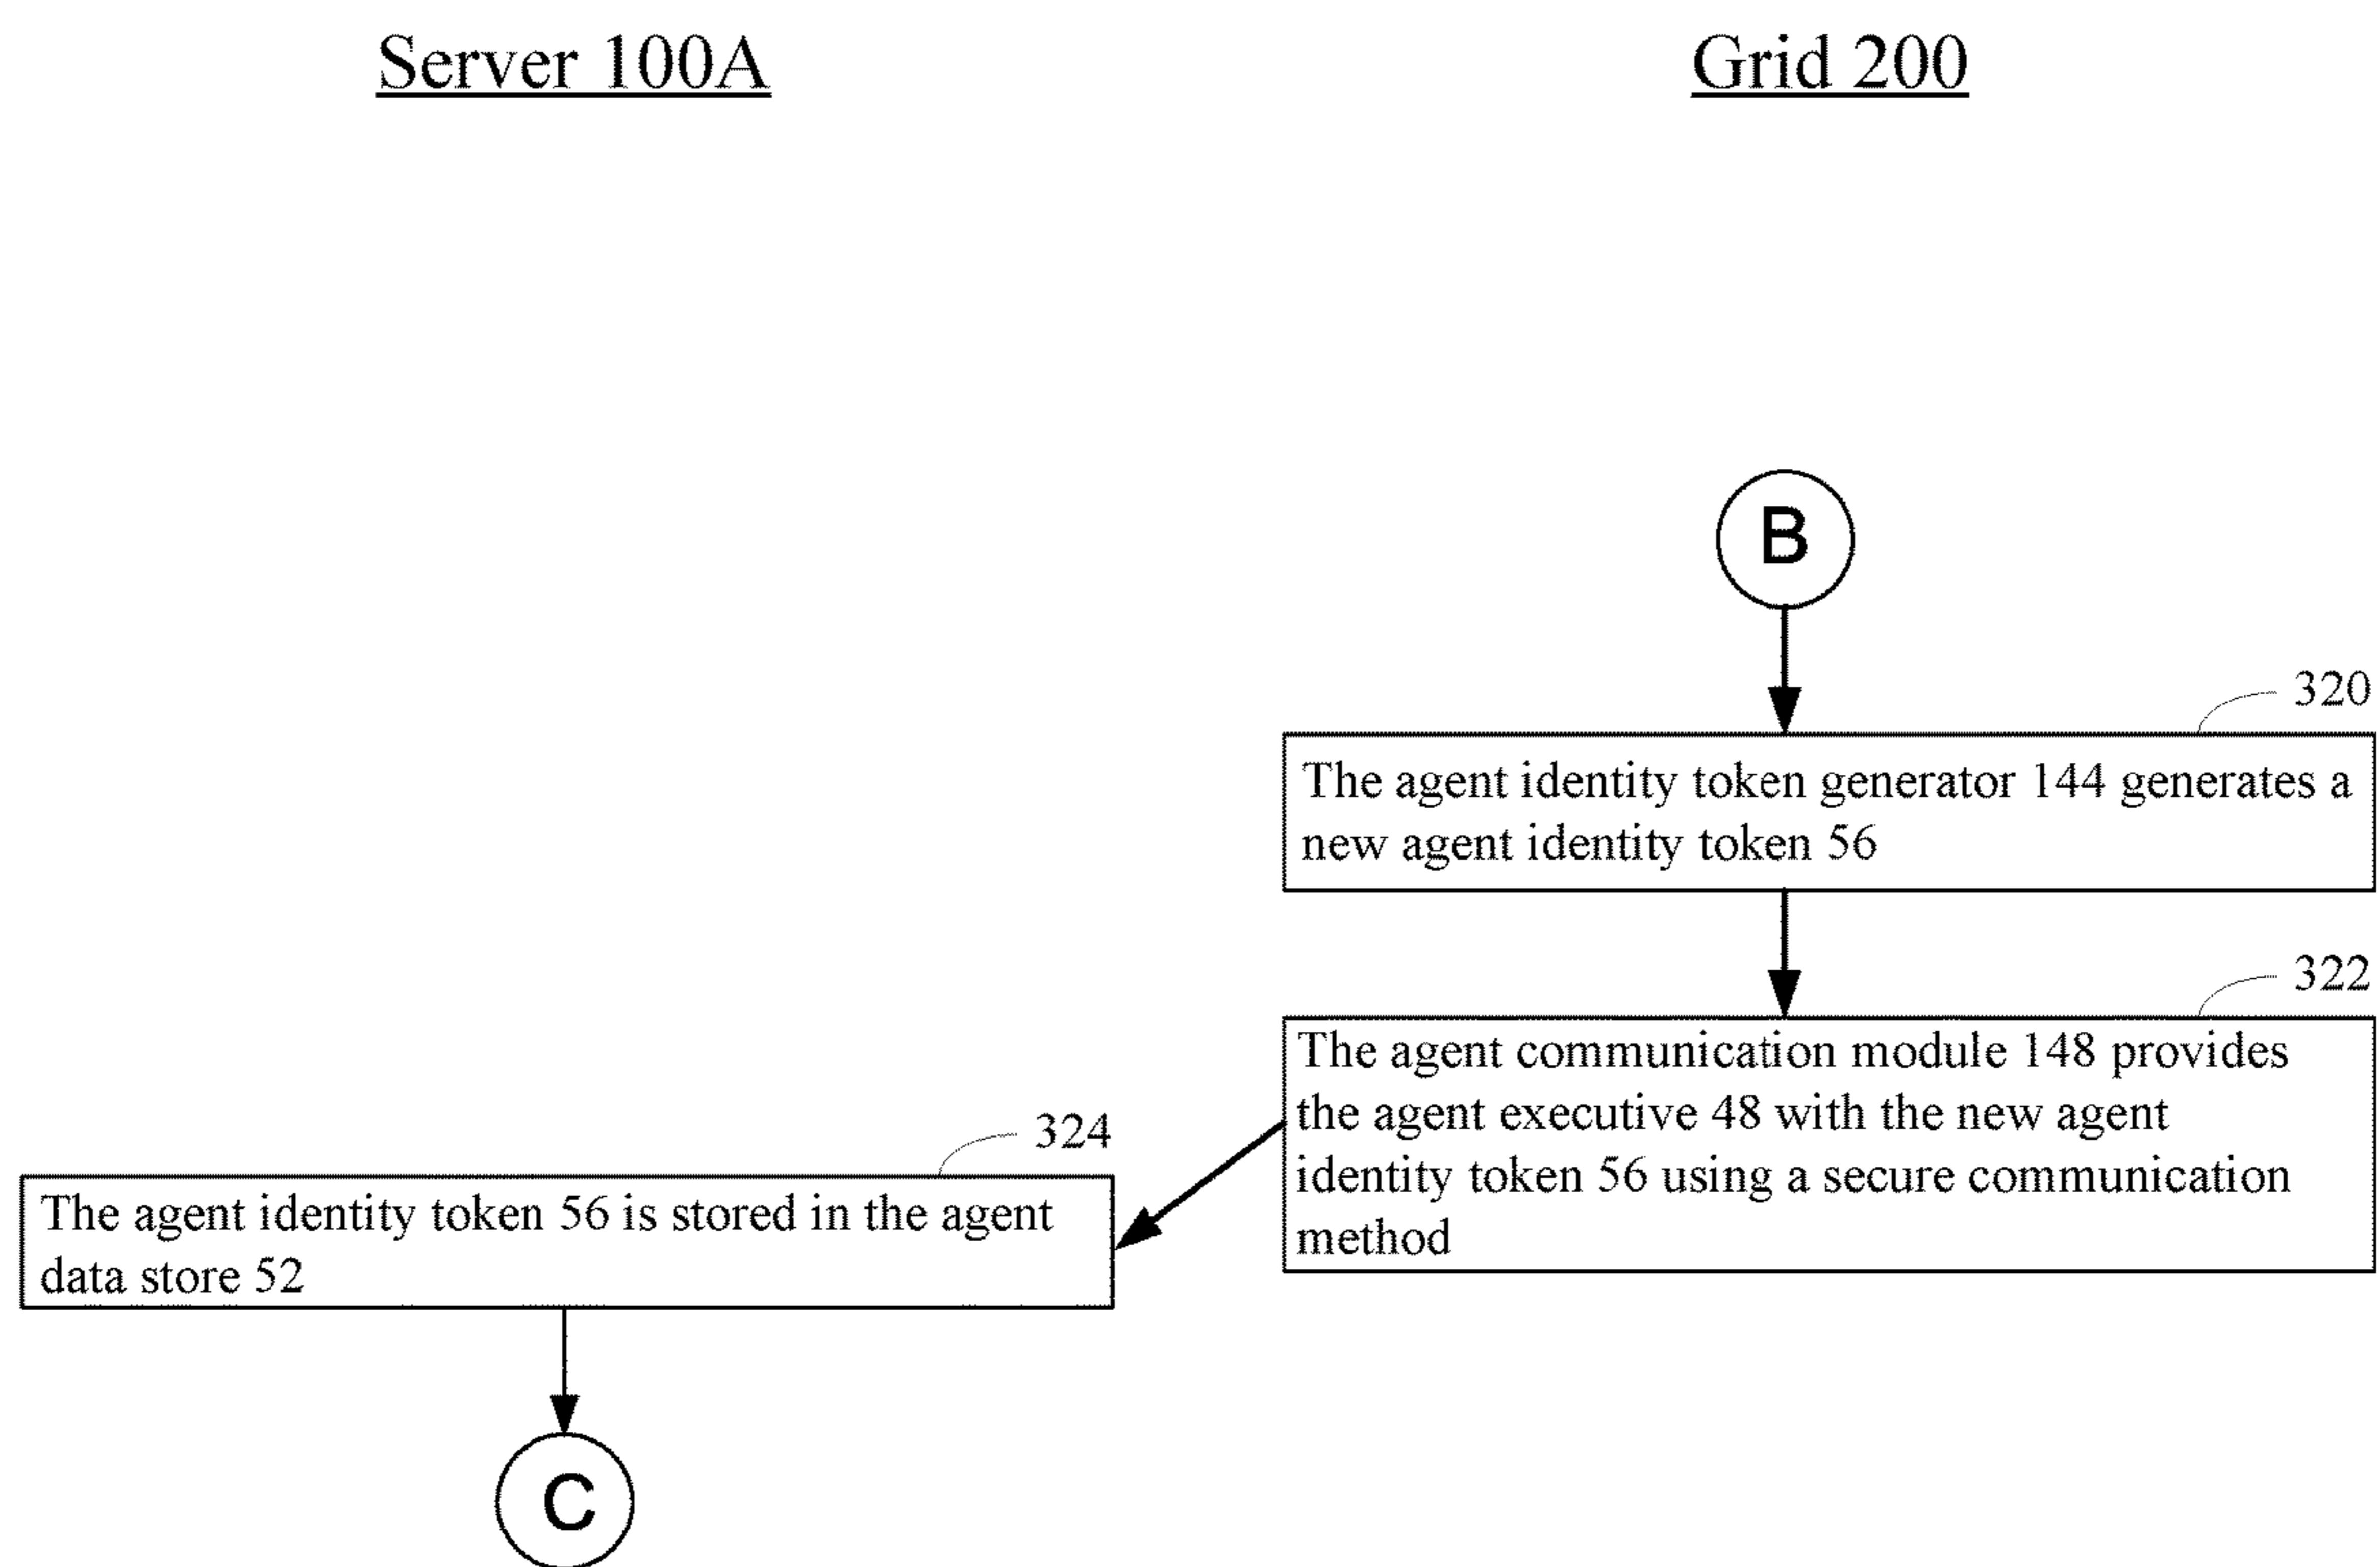 Server 100A
Grid 200
B
320
The agent identity token generator 144 generates a
new agent identity token 56
322
The agent communication module 148 provides
the agent executive 48 with the new agent
identity token 56 using a secure communication
method
324
The agent identity token 56 is stored in the agent
data store 52
C